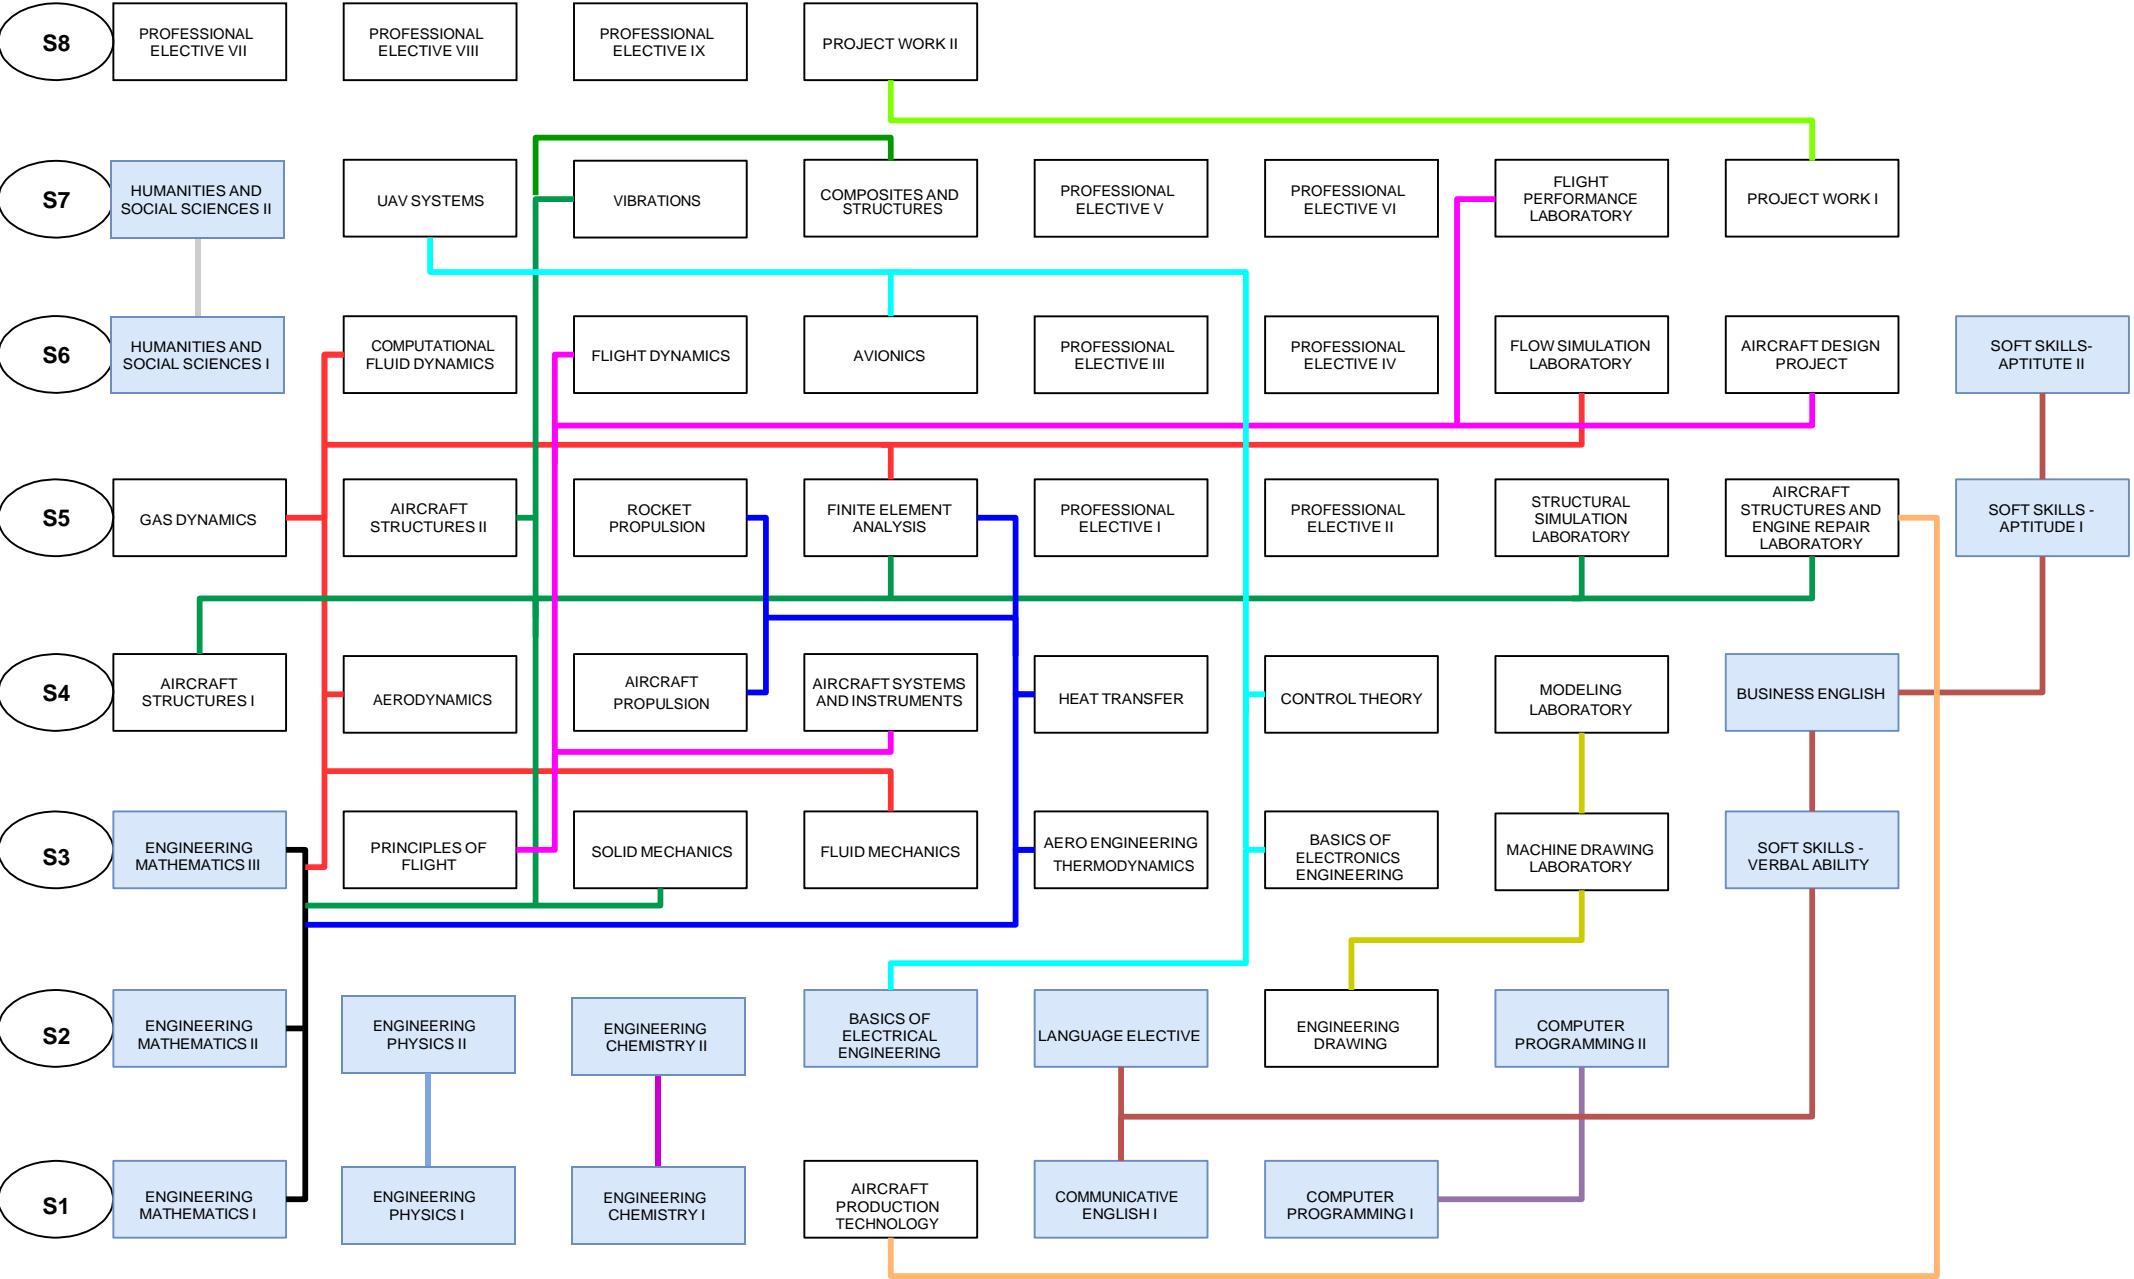 S8
PROFESSIONAL
ELECTIVE VII
PROFESSIONAL
ELECTIVE VIII
PROFESSIONAL
ELECTIVE IX
PROJECT WORK II
S7
HUMANITIES AND
SOCIAL SCIENCES II
UAV SYSTEMS
VIBRATIONS
COMPOSITES AND
STRUCTURES
PROFESSIONAL
ELECTIVE V
PROFESSIONAL
ELECTIVE VI
FLIGHT
PERFORMANCE
LABORATORY
PROJECT WORK I
S6
HUMANITIES AND
SOCIAL SCIENCES I
COMPUTATIONAL
FLUID DYNAMICS
FLIGHT DYNAMICS
AVIONICS
PROFESSIONAL
ELECTIVE III
PROFESSIONAL
ELECTIVE IV
FLOW SIMULATION
LABORATORY
AIRCRAFT DESIGN
PROJECT
SOFT SKILLS-
APTITUTE II
S5
GAS DYNAMICS
AIRCRAFT
STRUCTURES II
ROCKET
PROPULSION
FINITE ELEMENT
ANALYSIS
PROFESSIONAL
ELECTIVE I
PROFESSIONAL
ELECTIVE II
STRUCTURAL
SIMULATION
LABORATORY
AIRCRAFT
STRUCTURES AND
ENGINE REPAIR
LABORATORY
SOFT SKILLS -
APTITUDE I
S4
AIRCRAFT
STRUCTURES I
AERODYNAMICS
AIRCRAFT
PROPULSION
AIRCRAFT SYSTEMS
AND INSTRUMENTS
HEAT TRANSFER
CONTROL THEORY
MODELING
LABORATORY
BUSINESS ENGLISH
S3
ENGINEERING
MATHEMATICS III
PRINCIPLES OF
FLIGHT
SOLID MECHANICS
FLUID MECHANICS
AERO ENGINEERING
THERMODYNAMICS
BASICS OF
ELECTRONICS
ENGINEERING
MACHINE DRAWING
LABORATORY
SOFT SKILLS -
VERBAL ABILITY
S2
ENGINEERING
MATHEMATICS II
ENGINEERING
PHYSICS II
ENGINEERING
CHEMISTRY II
BASICS OF
ELECTRICAL
ENGINEERING
LANGUAGE ELECTIVE
ENGINEERING
DRAWING
COMPUTER
PROGRAMMING II
S1
ENGINEERING
MATHEMATICS I
ENGINEERING
PHYSICS I
ENGINEERING
CHEMISTRY I
AIRCRAFT
PRODUCTION
TECHNOLOGY
COMMUNICATIVE
ENGLISH I
COMPUTER
PROGRAMMING I